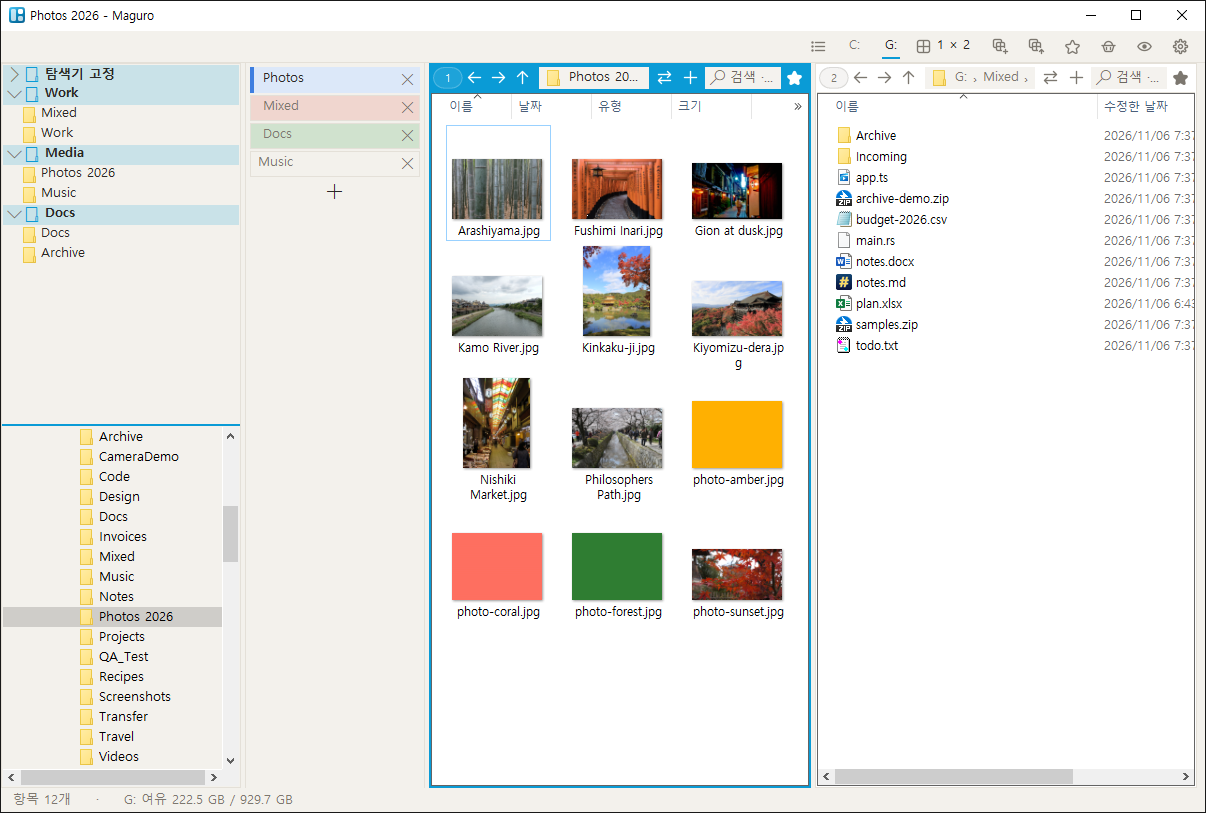 Photos 2026 - Maguro
C: G: 1 × 2
탐색기 고정
Work
Mixed
Work
Media
Photos 2026
Music
Docs
Docs
Archive
Archive
CameraDemo
Code
Design
Docs
Invoices
Mixed
Music
Notes
Photos 2026
Projects
QA_Test
Recipes
Screenshots
Transfer
Travel
Videos
Photos
Mixed
Docs
Music
1 Photos 20... 검색 ·...
이름 날짜 유형 크기 »
Arashiyama.jpg Fushimi Inari.jpg Gion at dusk.jpg
Kamo River.jpg Kinkaku-ji.jpg Kiyomizu-dera.jp
g
Nishiki Philosophers photo-amber.jpg
Market.jpg Path.jpg
photo-coral.jpg photo-forest.jpg photo-sunset.jpg
2 G: › Mixed › 검색 ·...
이름 수정한 날짜
Archive 2026/11/06 7:37
Incoming 2026/11/06 7:37
app.ts 2026/11/06 7:37
archive-demo.zip 2026/11/06 7:37
budget-2026.csv 2026/11/06 7:37
main.rs 2026/11/06 7:37
notes.docx 2026/11/06 7:37
notes.md 2026/11/06 7:37
plan.xlsx 2026/11/06 6:43
samples.zip 2026/11/06 7:37
todo.txt 2026/11/06 7:37
항목 12개 · G: 여유 222.5 GB / 929.7 GB